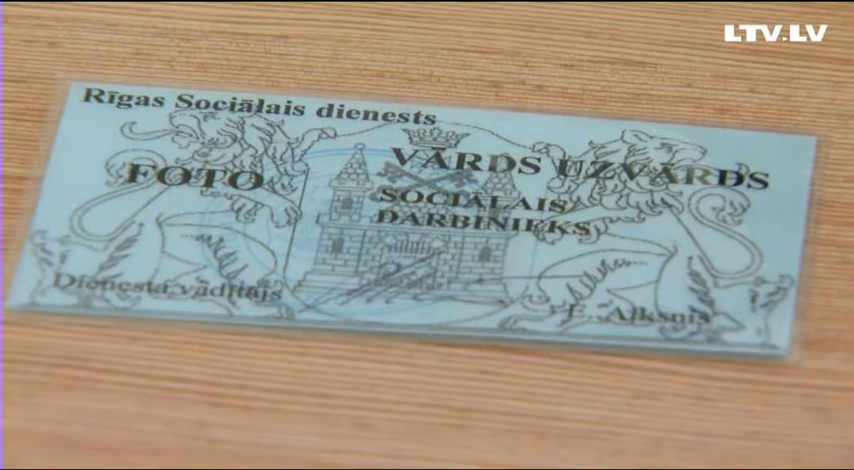 LTV.LV
Rīgas Sociālais dienests
FOTO
VĀRDS UZVĀRDS
SOCIĀLAIS
DARBINIEKS
Dienesta vadītājs
E. Alksnis